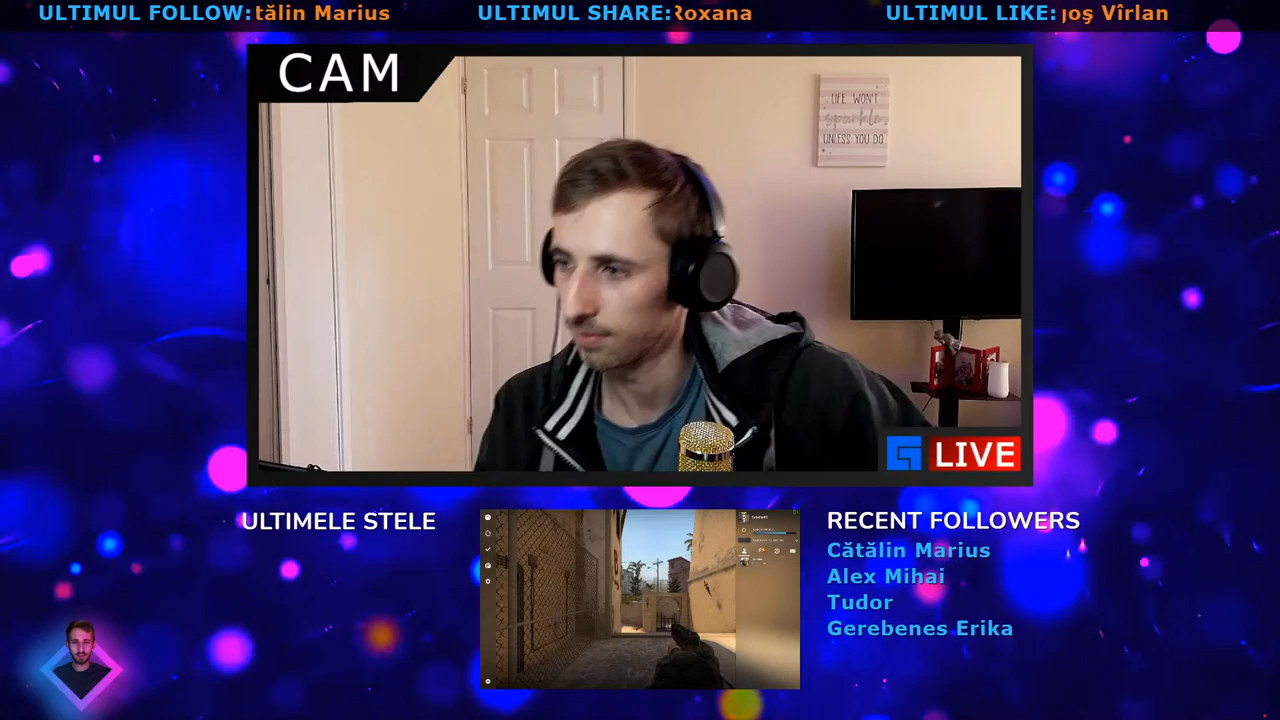 ULTIMUL FOLLOW: tălin Marius
ULTIMUL SHARE: Roxana
ULTIMUL LIKE: Vîrlan
CAM
LIFE WON'T
sparkle
UNLESS YOU DO
LIVE
ULTIMELE STELE
RECENT FOLLOWERS
Cătălin Marius
Alex Mihai
Tudor
Gerebenes Erika